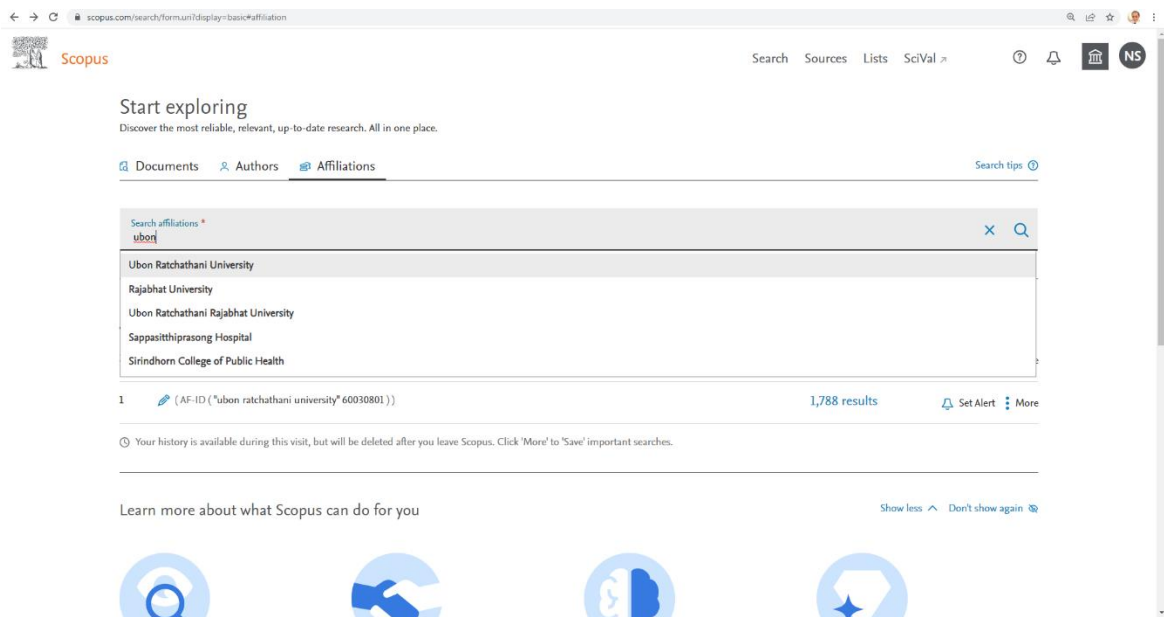 scopus.com/search/form.uri?display=basic#affiliation
Scopus
Search Sources Lists SciVal ↗ NS
Start exploring
Discover the most reliable, relevant, up-to-date research. All in one place.
Documents Authors Affiliations Search tips
Search affiliations *
ubon
Ubon Ratchathani University
Rajabhat University
Ubon Ratchathani Rajabhat University
Sappasitthiprasong Hospital
Sirindhorn College of Public Health
1 ( AF-ID ( "ubon ratchathani university" 60030801 ) ) 1,788 results Set Alert More
Your history is available during this visit, but will be deleted after you leave Scopus. Click 'More' to 'Save' important searches.
Learn more about what Scopus can do for you Show less Don't show again